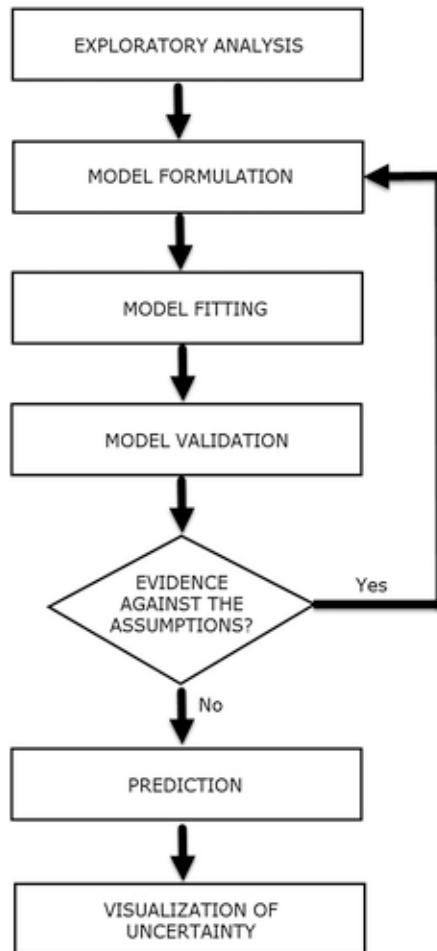 EXPLORATORY ANALYSIS
MODEL FORMULATION
MODEL FITTING
MODEL VALIDATION
EVIDENCE
AGAINST THE
ASSUMPTIONS?
Yes
No
PREDICTION
VISUALIZATION OF
UNCERTAINTY